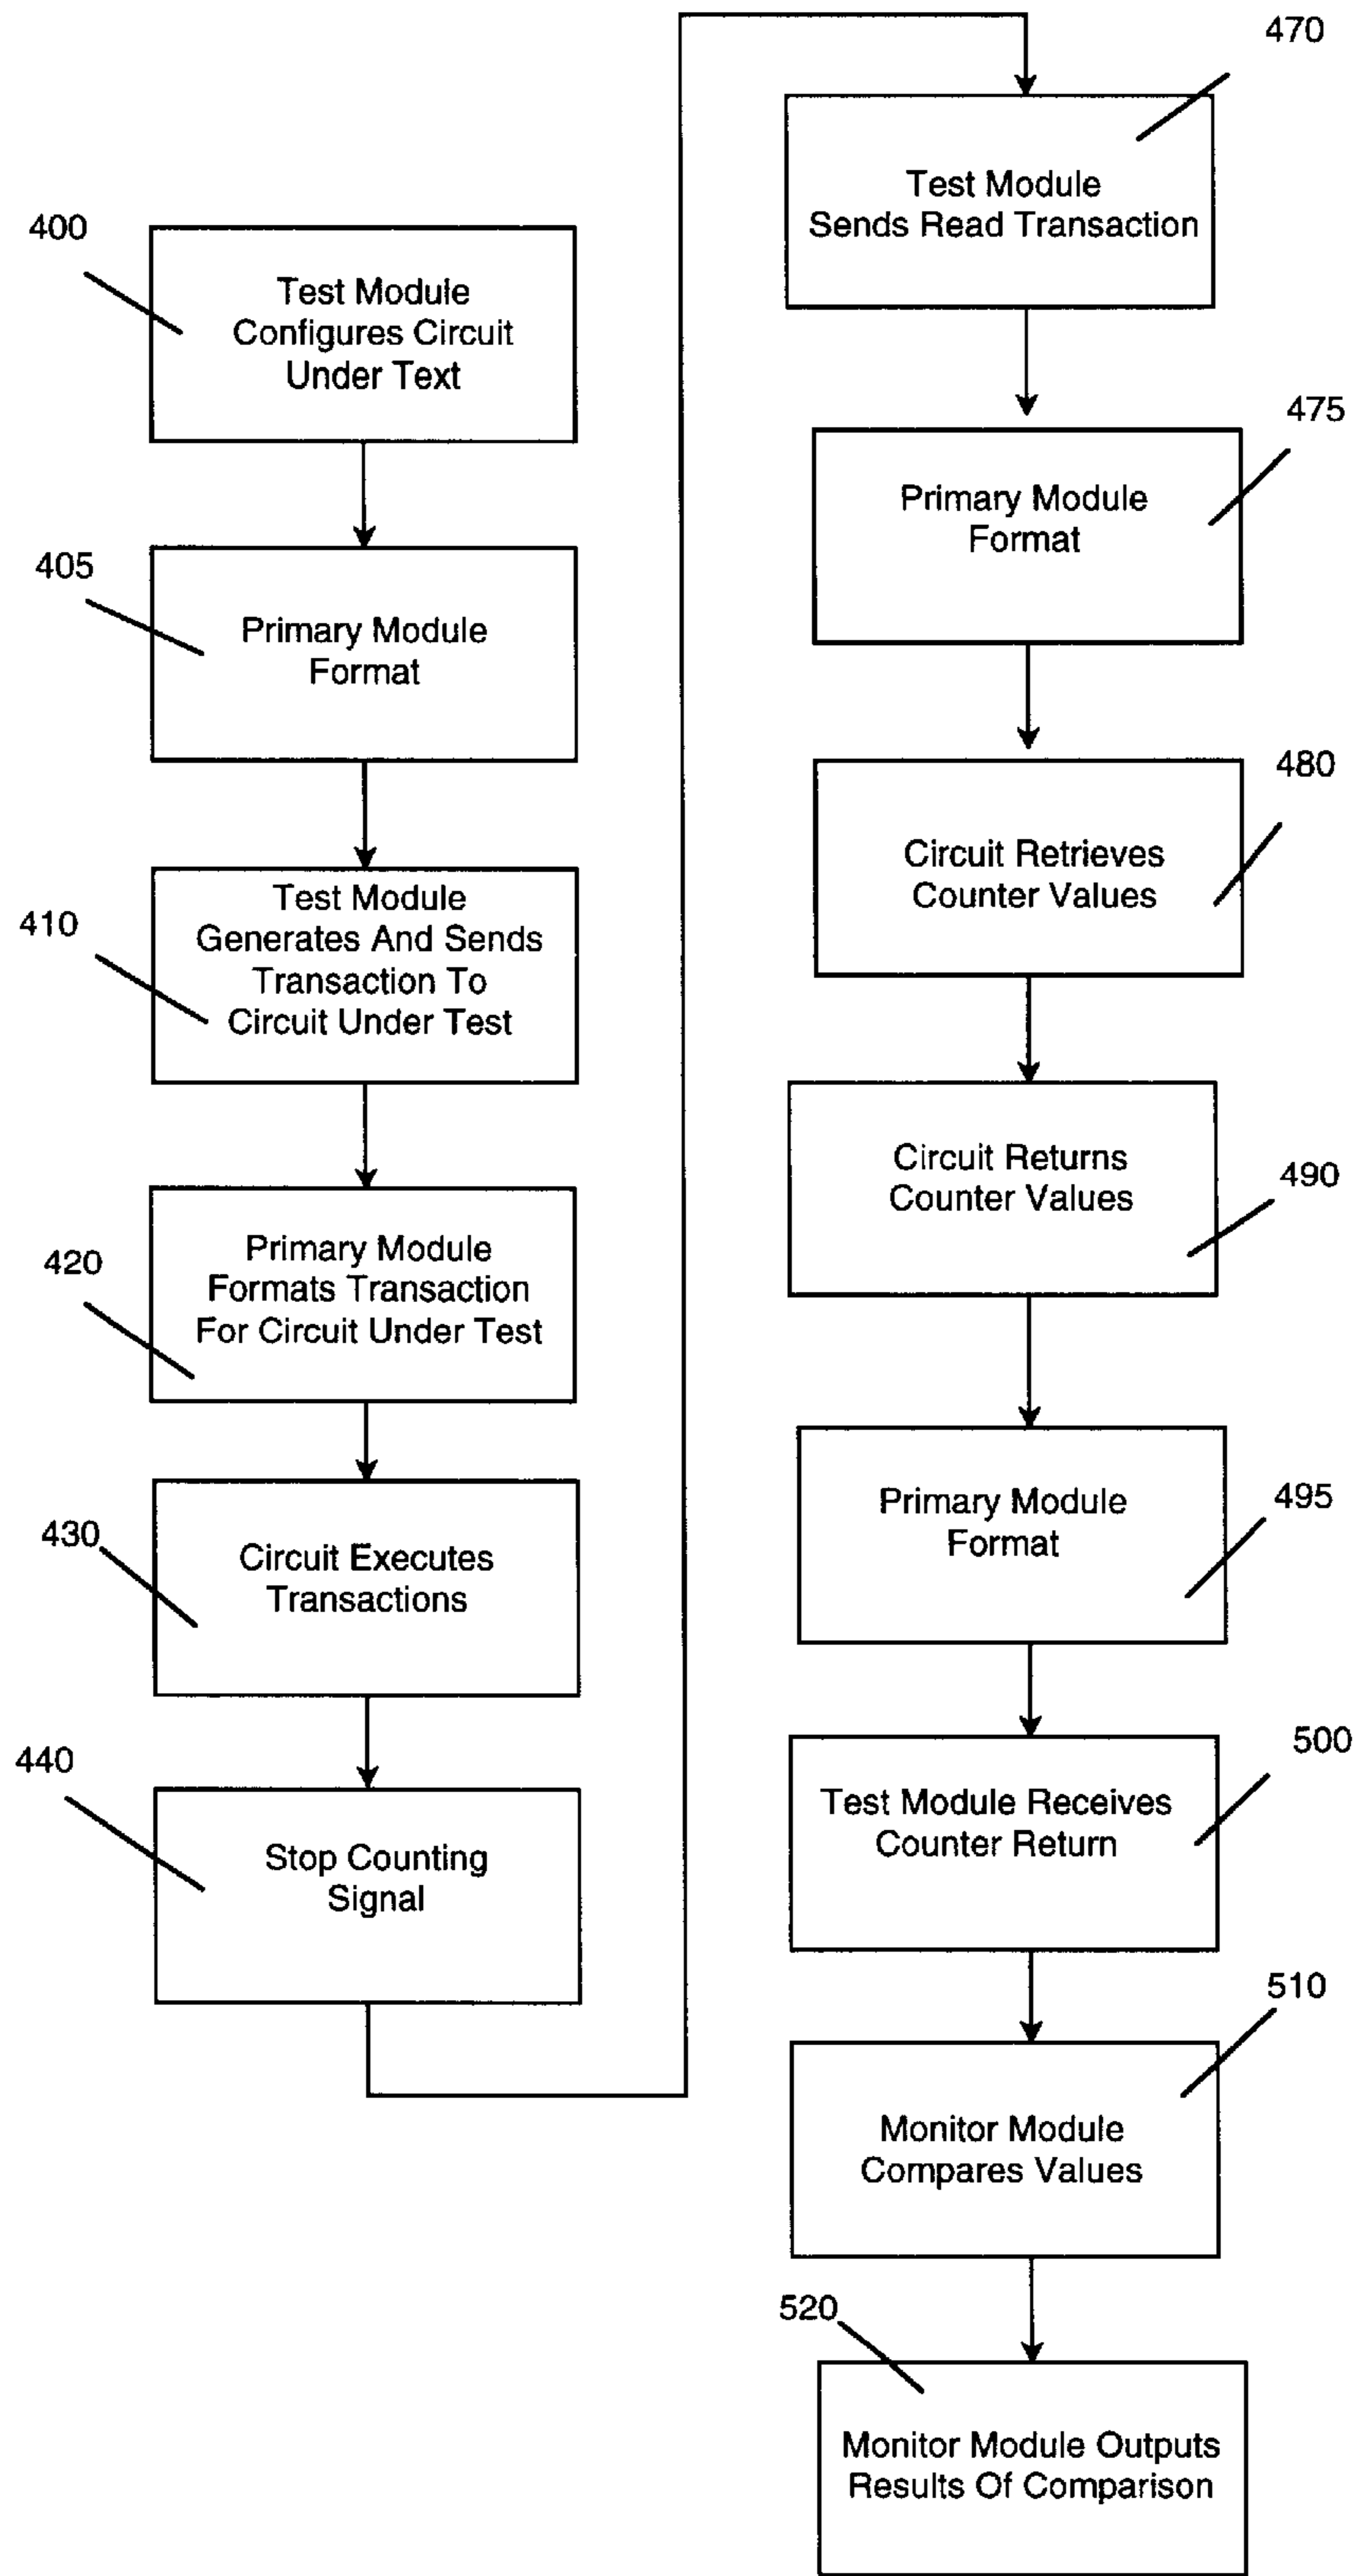 400
Test Module
Configures Circuit
Under Text
405
Primary Module
Format
410
Test Module
Generates And Sends
Transaction To
Circuit Under Test
420
Primary Module
Formats Transaction
For Circuit Under Test
430
Circuit Executes
Transactions
440
Stop Counting
Signal
470
Test Module
Sends Read Transaction
475
Primary Module
Format
480
Circuit Retrieves
Counter Values
490
Circuit Returns
Counter Values
495
Primary Module
Format
500
Test Module Receives
Counter Return
510
Monitor Module
Compares Values
520
Monitor Module Outputs
Results Of Comparison